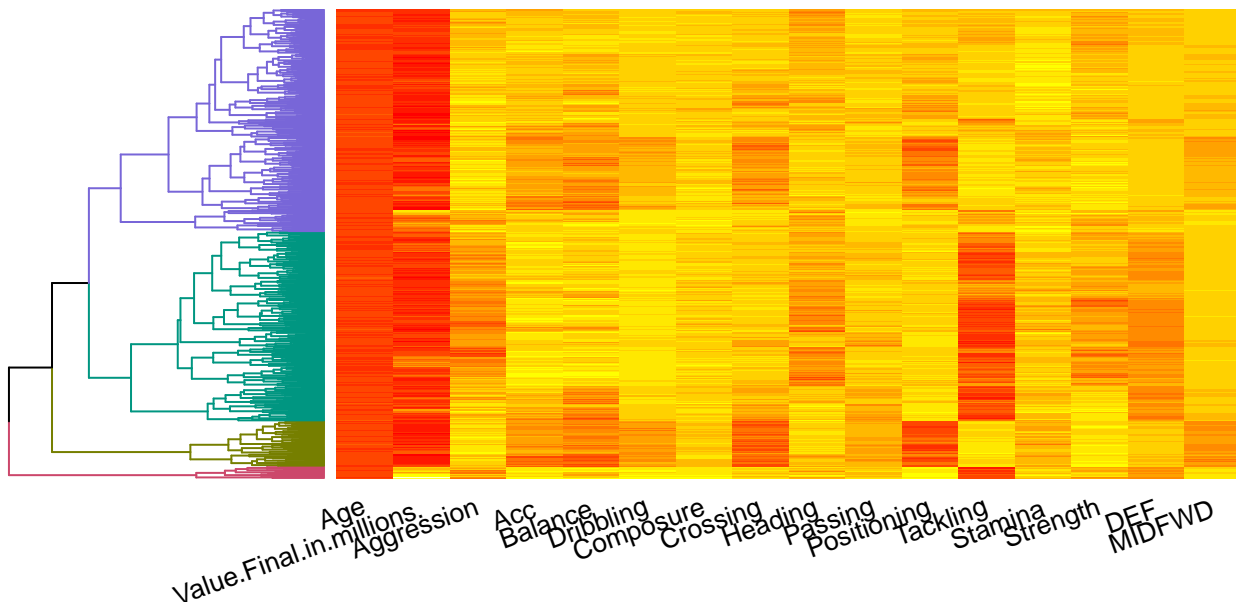 Age
Value.Final.in.millions.
Aggression
Acc
Balance
Dribbling
Composure
Crossing
Heading
Passing
Positioning
Tackling
Stamina
Strength
DEF
MIDFWD